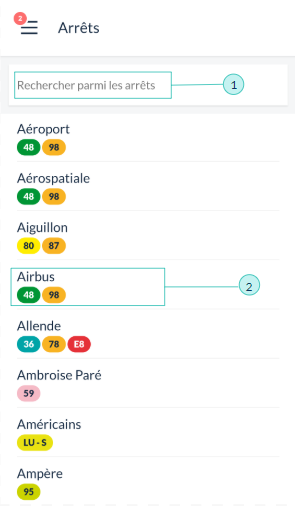 2
Arrêts
Rechercher parmi les arrêts
1
Aéroport
48 98
Aérospatiale
48 98
Aiguillon
80 87
Airbus
2
48 98
Allende
36 78 E8
Ambroise Paré
59
Américains
LU - S
Ampère
95